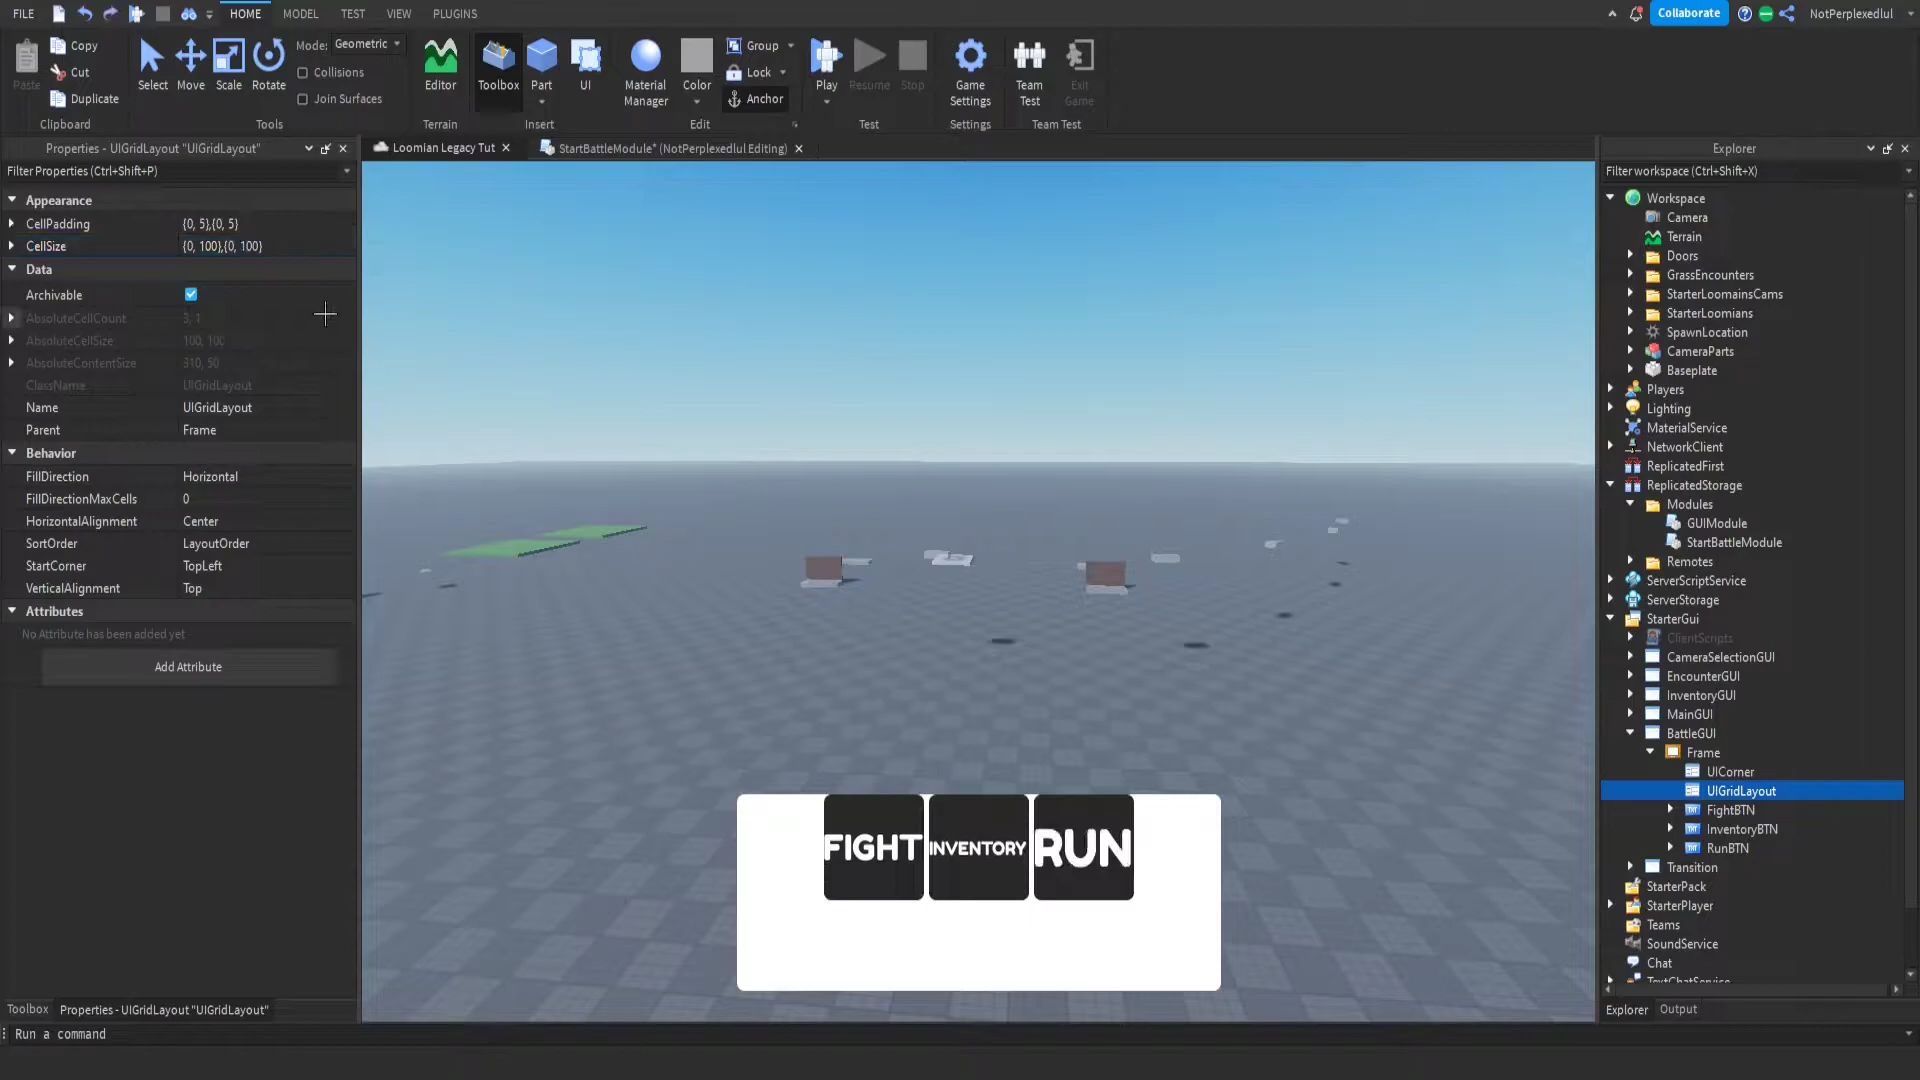 FILE
HOME
MODEL
TEST
VIEW
PLUGINS
Collaborate
NotPerplexedlul
Paste
Copy
Cut
Duplicate
Clipboard
Select
Move
Scale
Rotate
Mode:
Geometric
Collisions
Join Surfaces
Tools
Editor
Terrain
Toolbox
Part
UI
Insert
Material
Manager
Color
Group
Lock
Anchor
Edit
Play
Resume
Stop
Test
Game
Settings
Settings
Team
Test
Exit
Game
Team Test
Properties - UIGridLayout "UIGridLayout"
Filter Properties (Ctrl+Shift+P)
Appearance
CellPadding {0, 5},{0, 5}
CellSize {0, 100},{0, 100}
Data
Archivable
AbsoluteCellCount 3, 1
AbsoluteCellSize 100, 100
AbsoluteContentSize 310, 50
ClassName UIGridLayout
Name UIGridLayout
Parent Frame
Behavior
FillDirection Horizontal
FillDirectionMaxCells 0
HorizontalAlignment Center
SortOrder LayoutOrder
StartCorner TopLeft
VerticalAlignment Top
Attributes
No Attribute has been added yet
Add Attribute
Toolbox
Properties - UIGridLayout "UIGridLayout"
Run a command
Loomian Legacy Tut
StartBattleModule* (NotPerplexedlul Editing)
FIGHT
INVENTORY
RUN
Explorer
Filter workspace (Ctrl+Shift+X)
Workspace
Camera
Terrain
Doors
GrassEncounters
StarterLoomainsCams
StarterLoomians
SpawnLocation
CameraParts
Baseplate
Players
Lighting
MaterialService
NetworkClient
ReplicatedFirst
ReplicatedStorage
Modules
GUIModule
StartBattleModule
Remotes
ServerScriptService
ServerStorage
StarterGui
ClientScripts
CameraSelectionGUI
EncounterGUI
InventoryGUI
MainGUI
BattleGUI
Frame
UICorner
UIGridLayout
FightBTN
InventoryBTN
RunBTN
Transition
StarterPack
StarterPlayer
Teams
SoundService
Chat
TextChatService
Explorer
Output